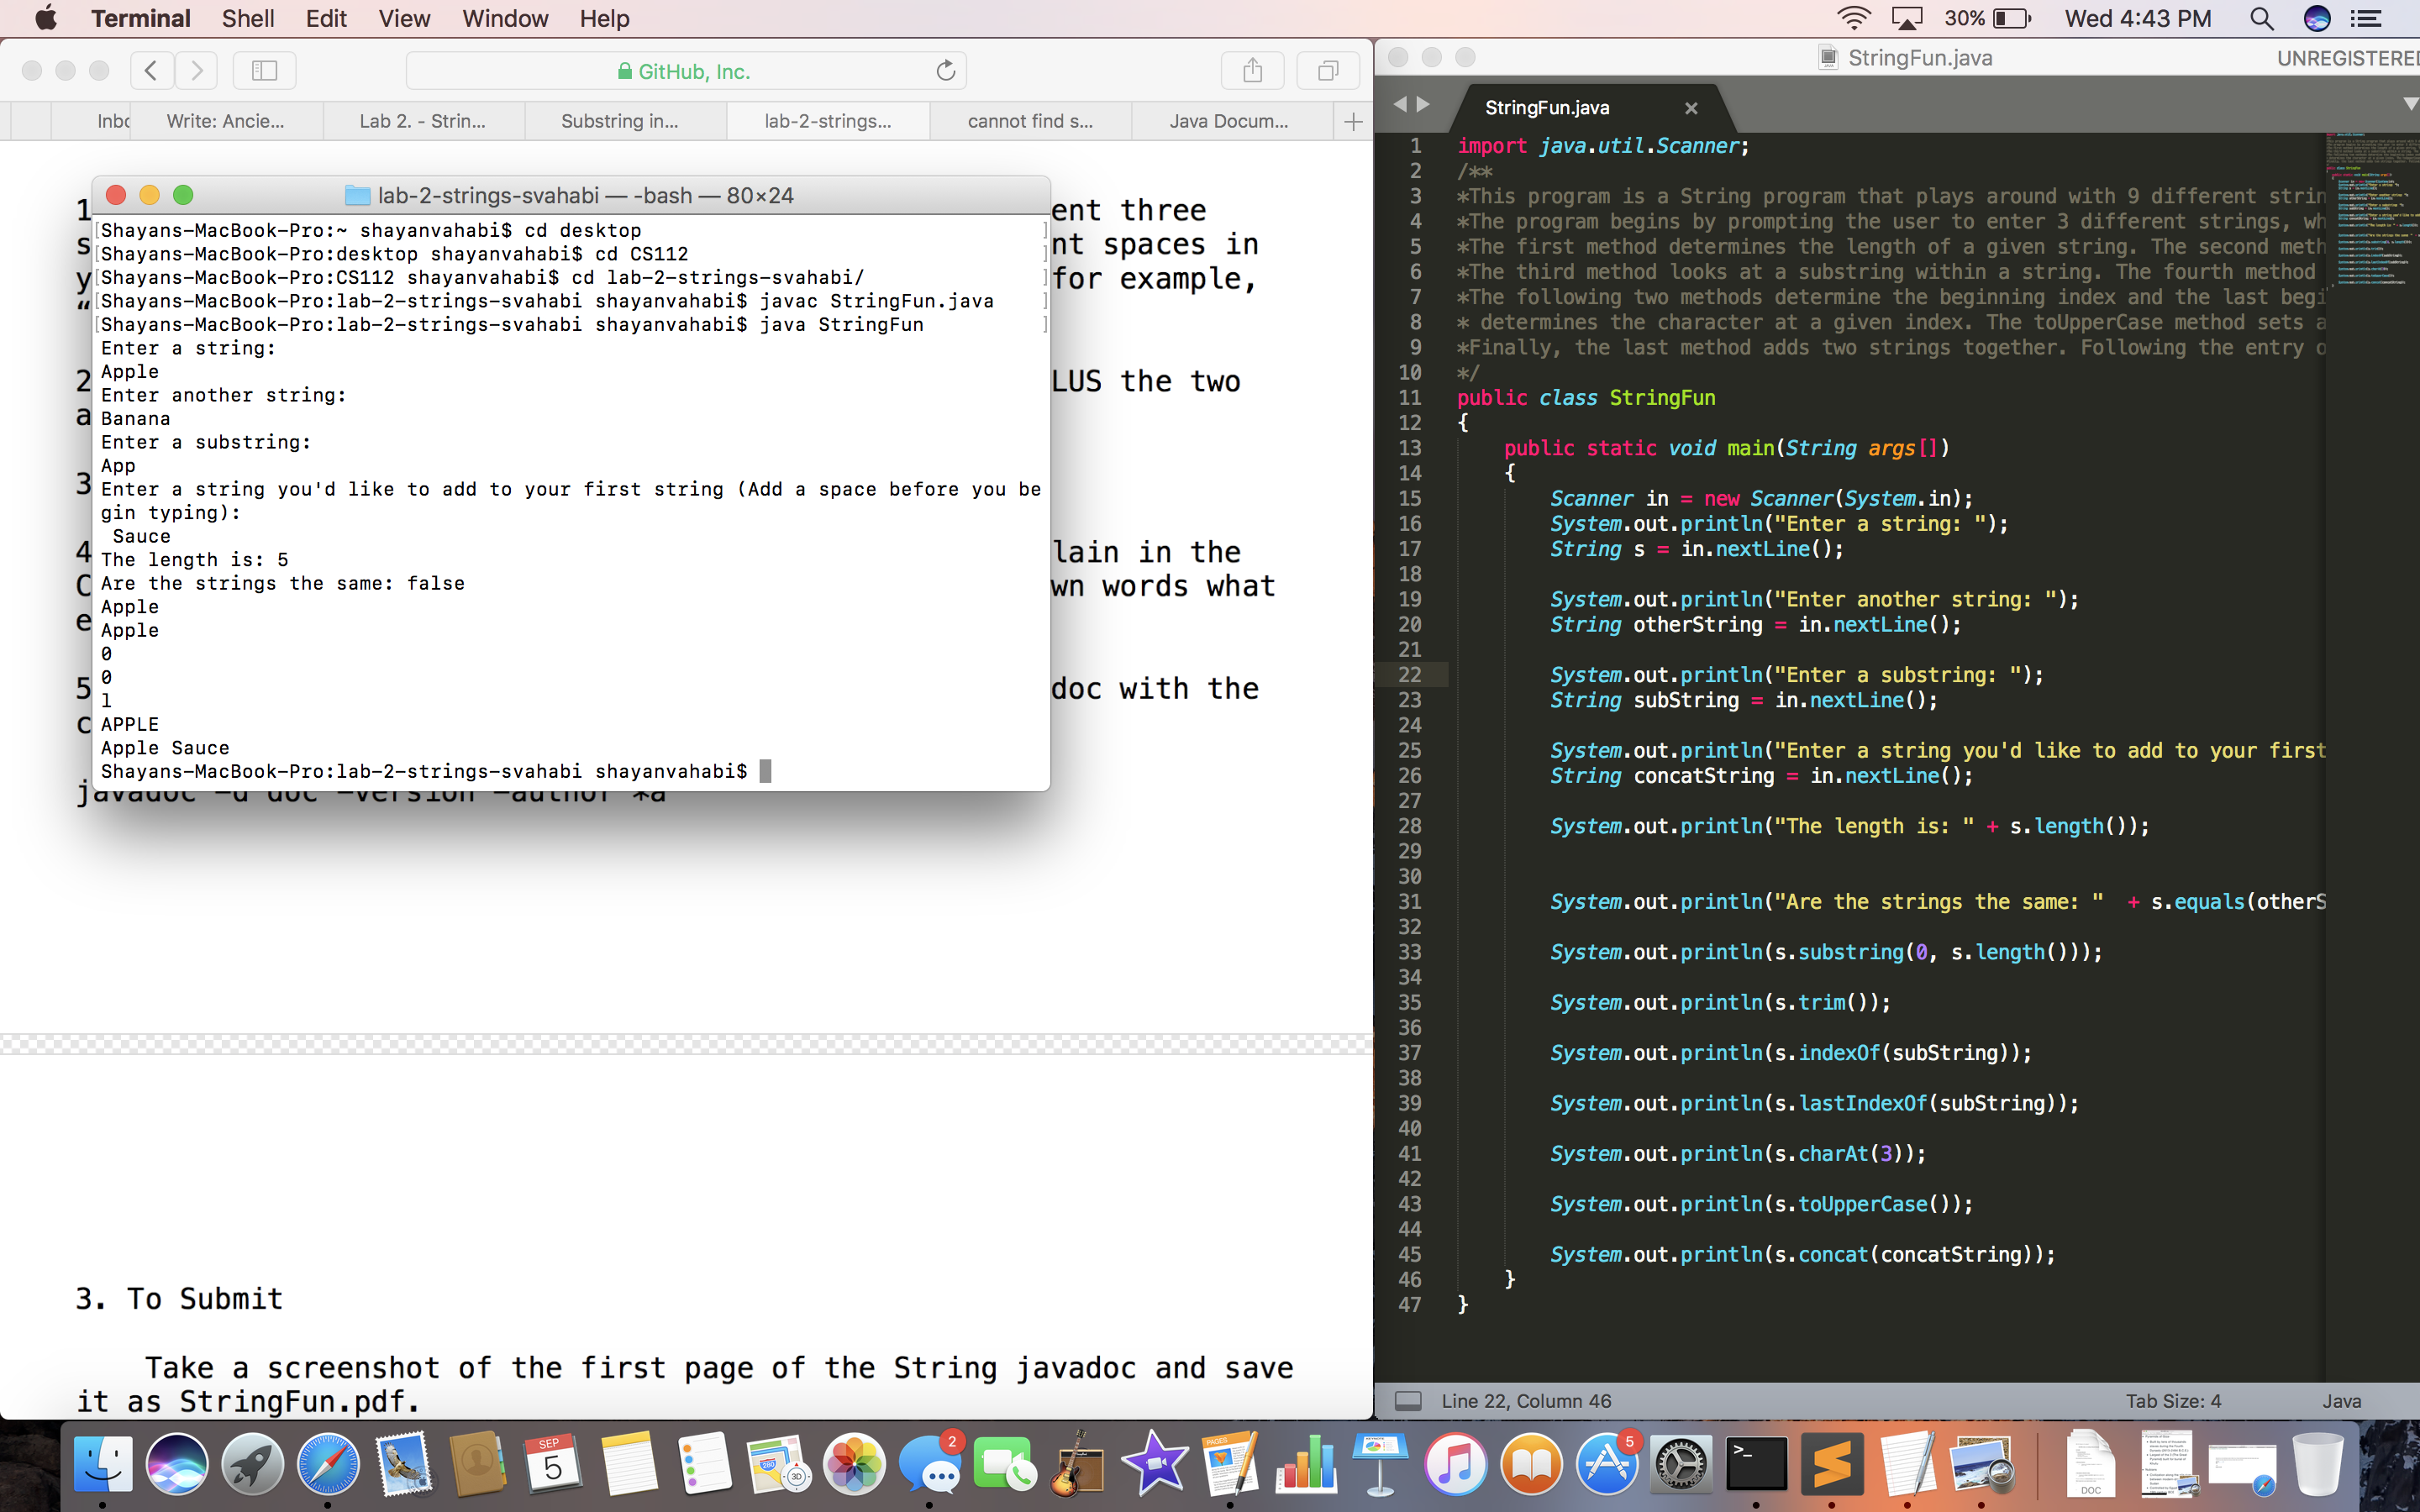 Terminal Shell Edit View Window Help 30% Wed 4:43 PM
GitHub, Inc.
Inbo Write: Ancie... Lab 2. - Strin... Substring in... lab-2-strings... cannot find s... Java Docum...
lab-2-strings-svahabi — -bash — 80×24
Shayans-MacBook-Pro:~ shayanvahabi$ cd desktop
Shayans-MacBook-Pro:desktop shayanvahabi$ cd CS112
Shayans-MacBook-Pro:CS112 shayanvahabi$ cd lab-2-strings-svahabi/
Shayans-MacBook-Pro:lab-2-strings-svahabi shayanvahabi$ javac StringFun.java
Shayans-MacBook-Pro:lab-2-strings-svahabi shayanvahabi$ java StringFun
Enter a string:
Apple
Enter another string:
Banana
Enter a substring:
App
Enter a string you'd like to add to your first string (Add a space before you be
gin typing):
 Sauce
The length is: 5
Are the strings the same: false
Apple
Apple
0
0
l
APPLE
Apple Sauce
Shayans-MacBook-Pro:lab-2-strings-svahabi shayanvahabi$
1 ent three
s nt spaces in
y for example,
“
2 LUS the two
a
3
4 lain in the
C wn words what
e
5 doc with the
c
javadoc -d doc -version -author *a
3. To Submit
Take a screenshot of the first page of the String javadoc and save
it as StringFun.pdf.
StringFun.java UNREGISTERED
StringFun.java
1 import java.util.Scanner;
2 /**
3 *This program is a String program that plays around with 9 different strin
4 *The program begins by prompting the user to enter 3 different strings, wh
5 *The first method determines the length of a given string. The second meth
6 *The third method looks at a substring within a string. The fourth method
7 *The following two methods determine the beginning index and the last begi
8 * determines the character at a given index. The toUpperCase method sets a
9 *Finally, the last method adds two strings together. Following the entry o
10 */
11 public class StringFun
12 {
13 public static void main(String args[])
14 {
15 Scanner in = new Scanner(System.in);
16 System.out.println("Enter a string: ");
17 String s = in.nextLine();
18
19 System.out.println("Enter another string: ");
20 String otherString = in.nextLine();
21
22 System.out.println("Enter a substring: ");
23 String subString = in.nextLine();
24
25 System.out.println("Enter a string you'd like to add to your first
26 String concatString = in.nextLine();
27
28 System.out.println("The length is: " + s.length());
29
30
31 System.out.println("Are the strings the same: " + s.equals(otherS
32
33 System.out.println(s.substring(0, s.length()));
34
35 System.out.println(s.trim());
36
37 System.out.println(s.indexOf(subString));
38
39 System.out.println(s.lastIndexOf(subString));
40
41 System.out.println(s.charAt(3));
42
43 System.out.println(s.toUpperCase());
44
45 System.out.println(s.concat(concatString));
46 }
47 }
Line 22, Column 46 Tab Size: 4 Java
SEP
5
280
3D
2
PAGES
5
>_
DOC